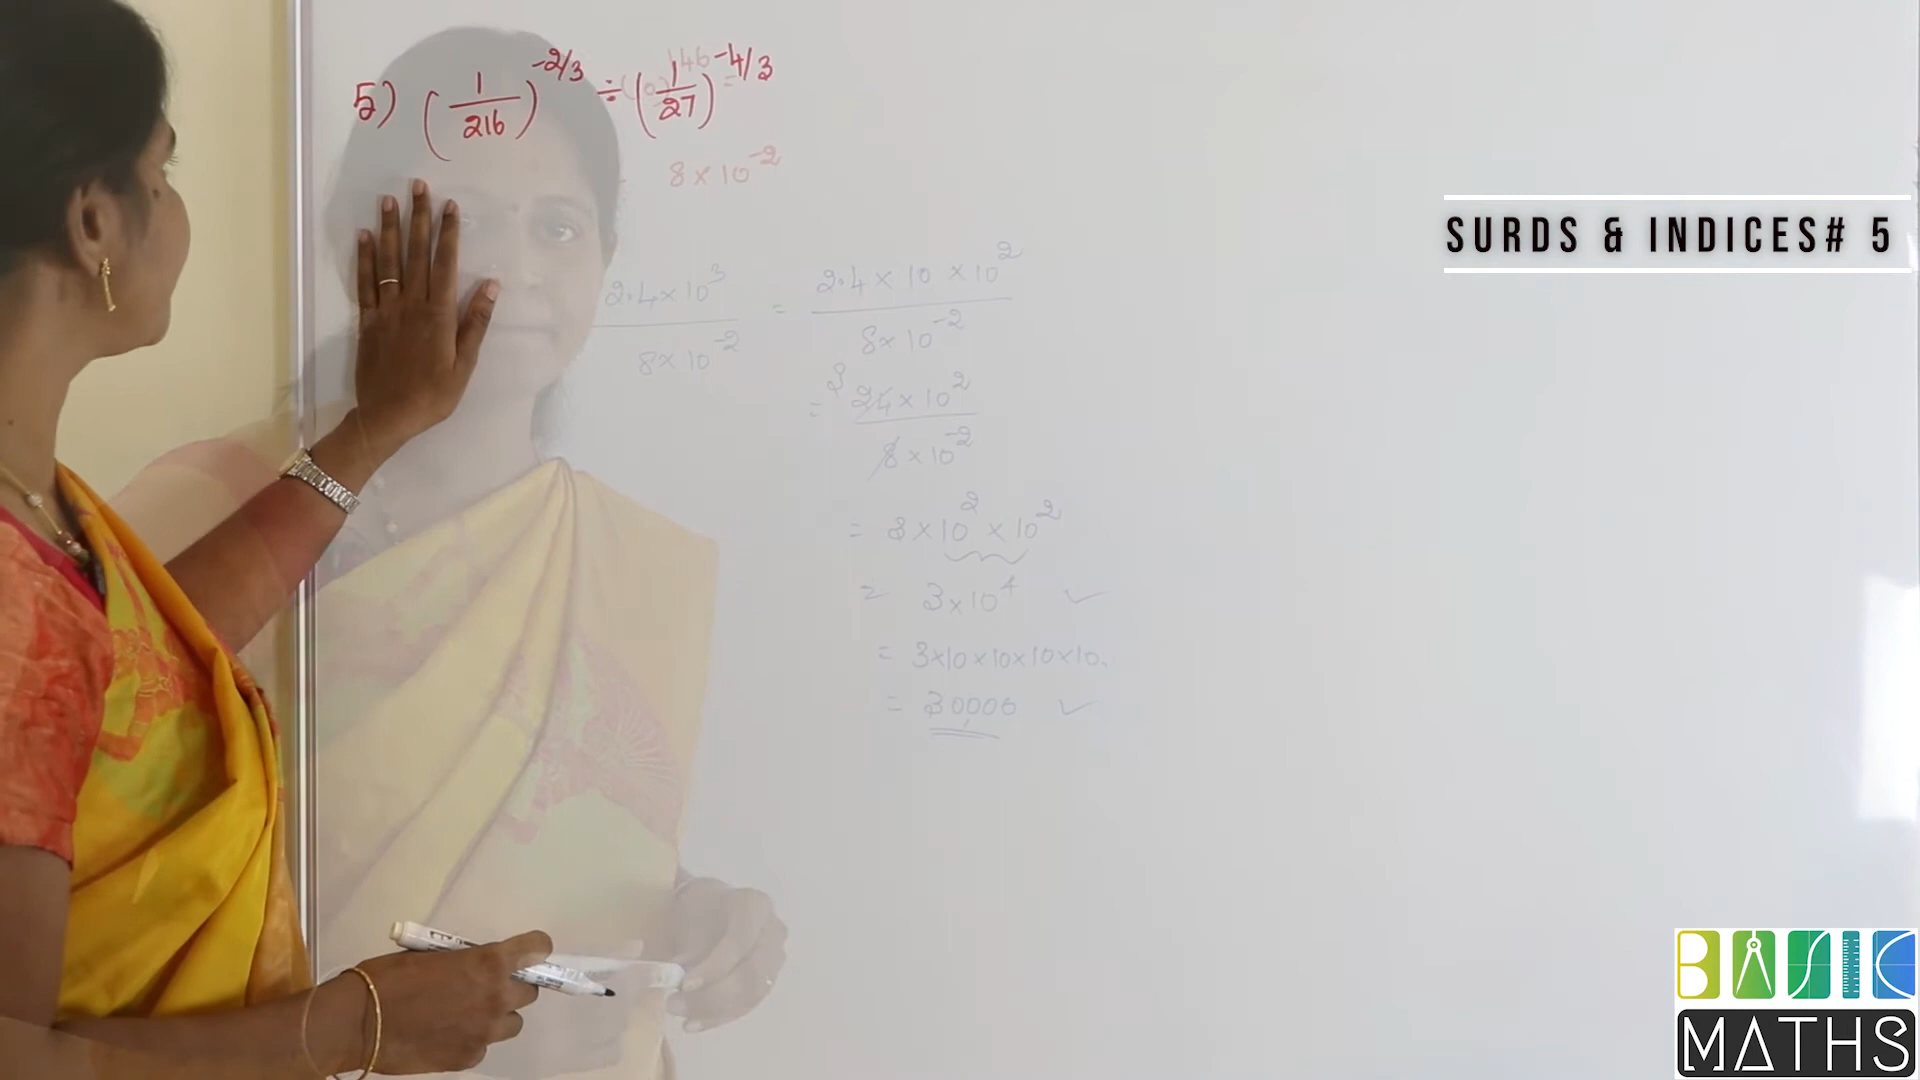 5) (1/216)^-2/3 ÷ (1/27)^-4/3
8 × 10^-2
2.4 × 10^3 / 8 × 10^-2 = 2.4 × 10 × 10^2 / 8 × 10^-2
= 24 × 10^2 / 8 × 10^-2
3
= 3 × 10^2 × 10^2
= 3 × 10^4 ✓
= 3×10×10×10×10.
= 30000 ✓
SURDS & INDICES# 5
BASIC
MATHS